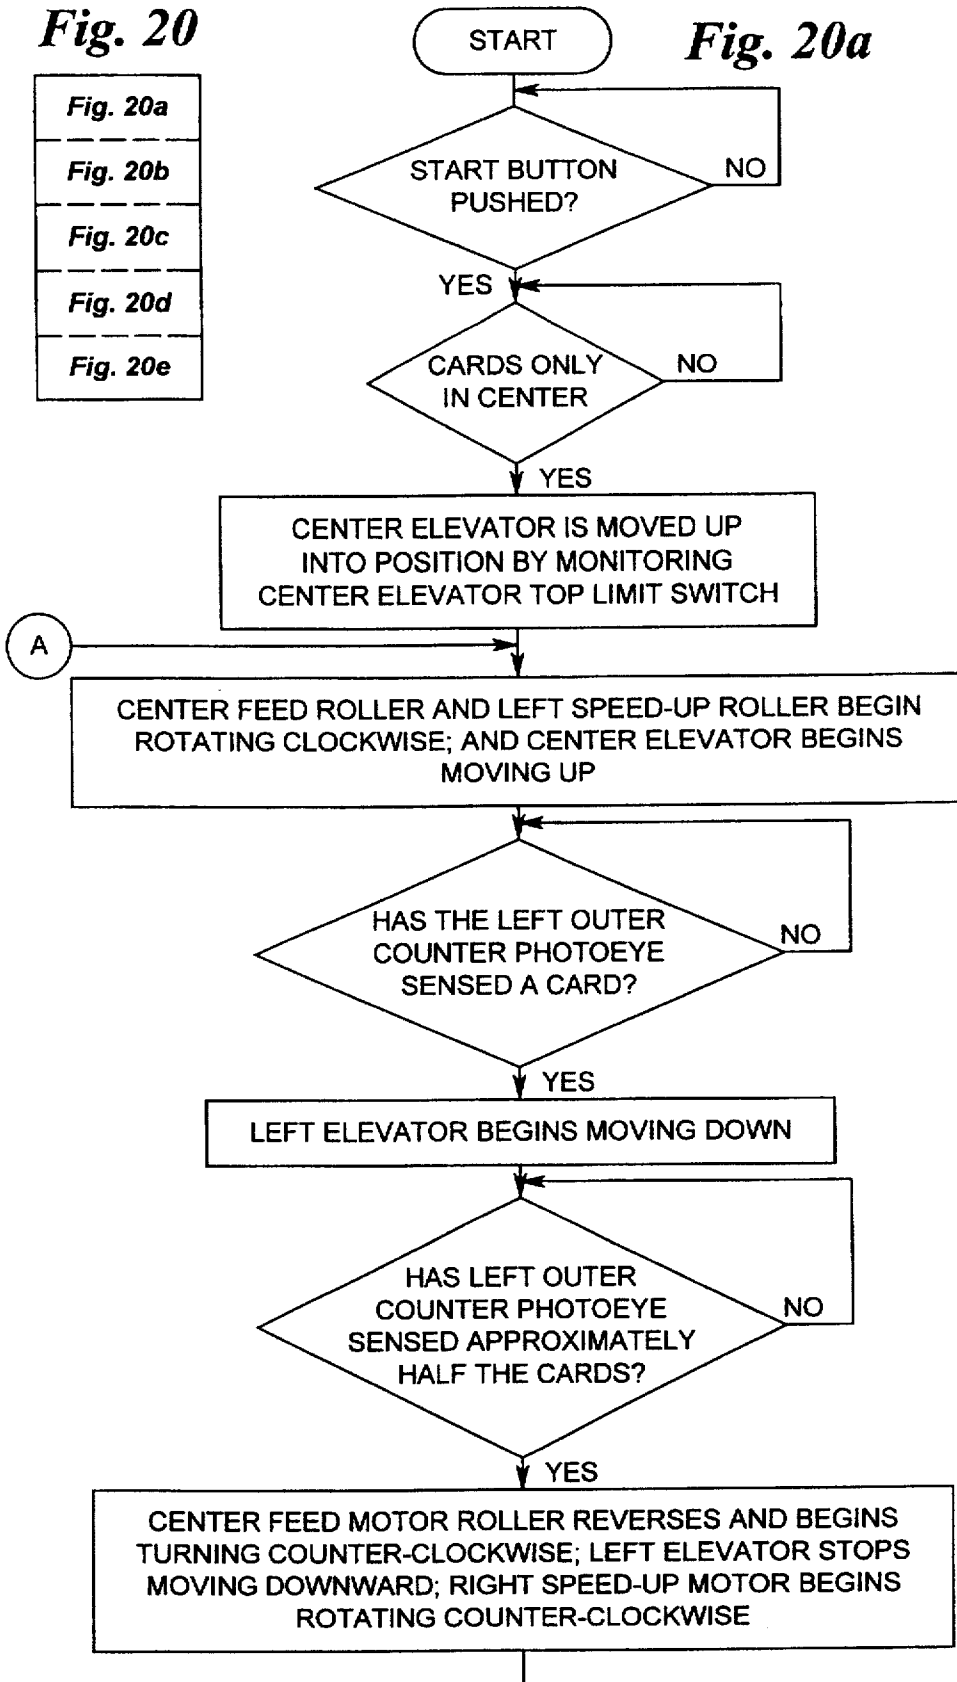 Fig. 20
Fig. 20a
Fig. 20b
Fig. 20c
Fig. 20d
Fig. 20e
Fig. 20a
START
START BUTTON
PUSHED?
NO
YES
CARDS ONLY
IN CENTER
NO
YES
CENTER ELEVATOR IS MOVED UP
INTO POSITION BY MONITORING
CENTER ELEVATOR TOP LIMIT SWITCH
A
CENTER FEED ROLLER AND LEFT SPEED-UP ROLLER BEGIN
ROTATING CLOCKWISE; AND CENTER ELEVATOR BEGINS
MOVING UP
HAS THE LEFT OUTER
COUNTER PHOTOEYE
SENSED A CARD?
NO
YES
LEFT ELEVATOR BEGINS MOVING DOWN
HAS LEFT OUTER
COUNTER PHOTOEYE
SENSED APPROXIMATELY
HALF THE CARDS?
NO
YES
CENTER FEED MOTOR ROLLER REVERSES AND BEGINS
TURNING COUNTER-CLOCKWISE; LEFT ELEVATOR STOPS
MOVING DOWNWARD; RIGHT SPEED-UP MOTOR BEGINS
ROTATING COUNTER-CLOCKWISE